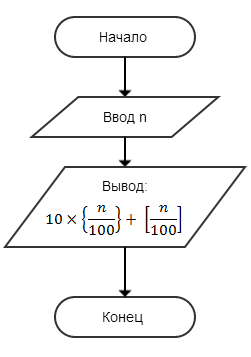 Начало
Ввод n
Вывод:
10 × {n/100} + [n/100]
Конец